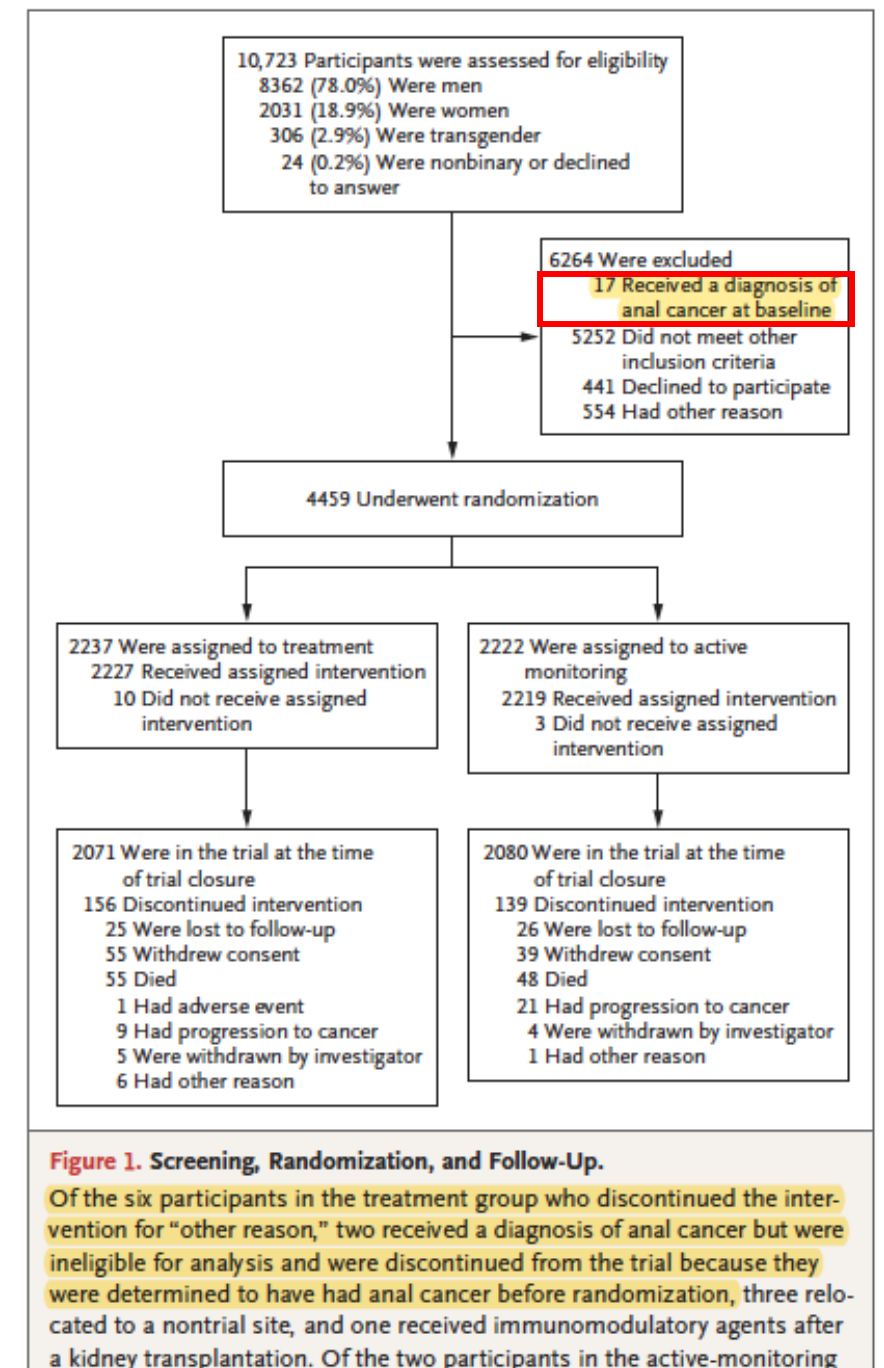 10,723 Participants were assessed for eligibility
8362 (78.0%) Were men
2031 (18.9%) Were women
306 (2.9%) Were transgender
24 (0.2%) Were nonbinary or declined
to answer
6264 Were excluded
17 Received a diagnosis of
anal cancer at baseline
5252 Did not meet other
inclusion criteria
441 Declined to participate
554 Had other reason
4459 Underwent randomization
2237 Were assigned to treatment
2227 Received assigned intervention
10 Did not receive assigned
intervention
2222 Were assigned to active
monitoring
2219 Received assigned intervention
3 Did not receive assigned
intervention
2071 Were in the trial at the time
of trial closure
156 Discontinued intervention
25 Were lost to follow-up
55 Withdrew consent
55 Died
1 Had adverse event
9 Had progression to cancer
5 Were withdrawn by investigator
6 Had other reason
2080 Were in the trial at the time
of trial closure
139 Discontinued intervention
26 Were lost to follow-up
39 Withdrew consent
48 Died
21 Had progression to cancer
4 Were withdrawn by investigator
1 Had other reason
Figure 1. Screening, Randomization, and Follow-Up.
Of the six participants in the treatment group who discontinued the inter-
vention for “other reason,” two received a diagnosis of anal cancer but were
ineligible for analysis and were discontinued from the trial because they
were determined to have had anal cancer before randomization, three relo-
cated to a nontrial site, and one received immunomodulatory agents after
a kidney transplantation. Of the two participants in the active-monitoring